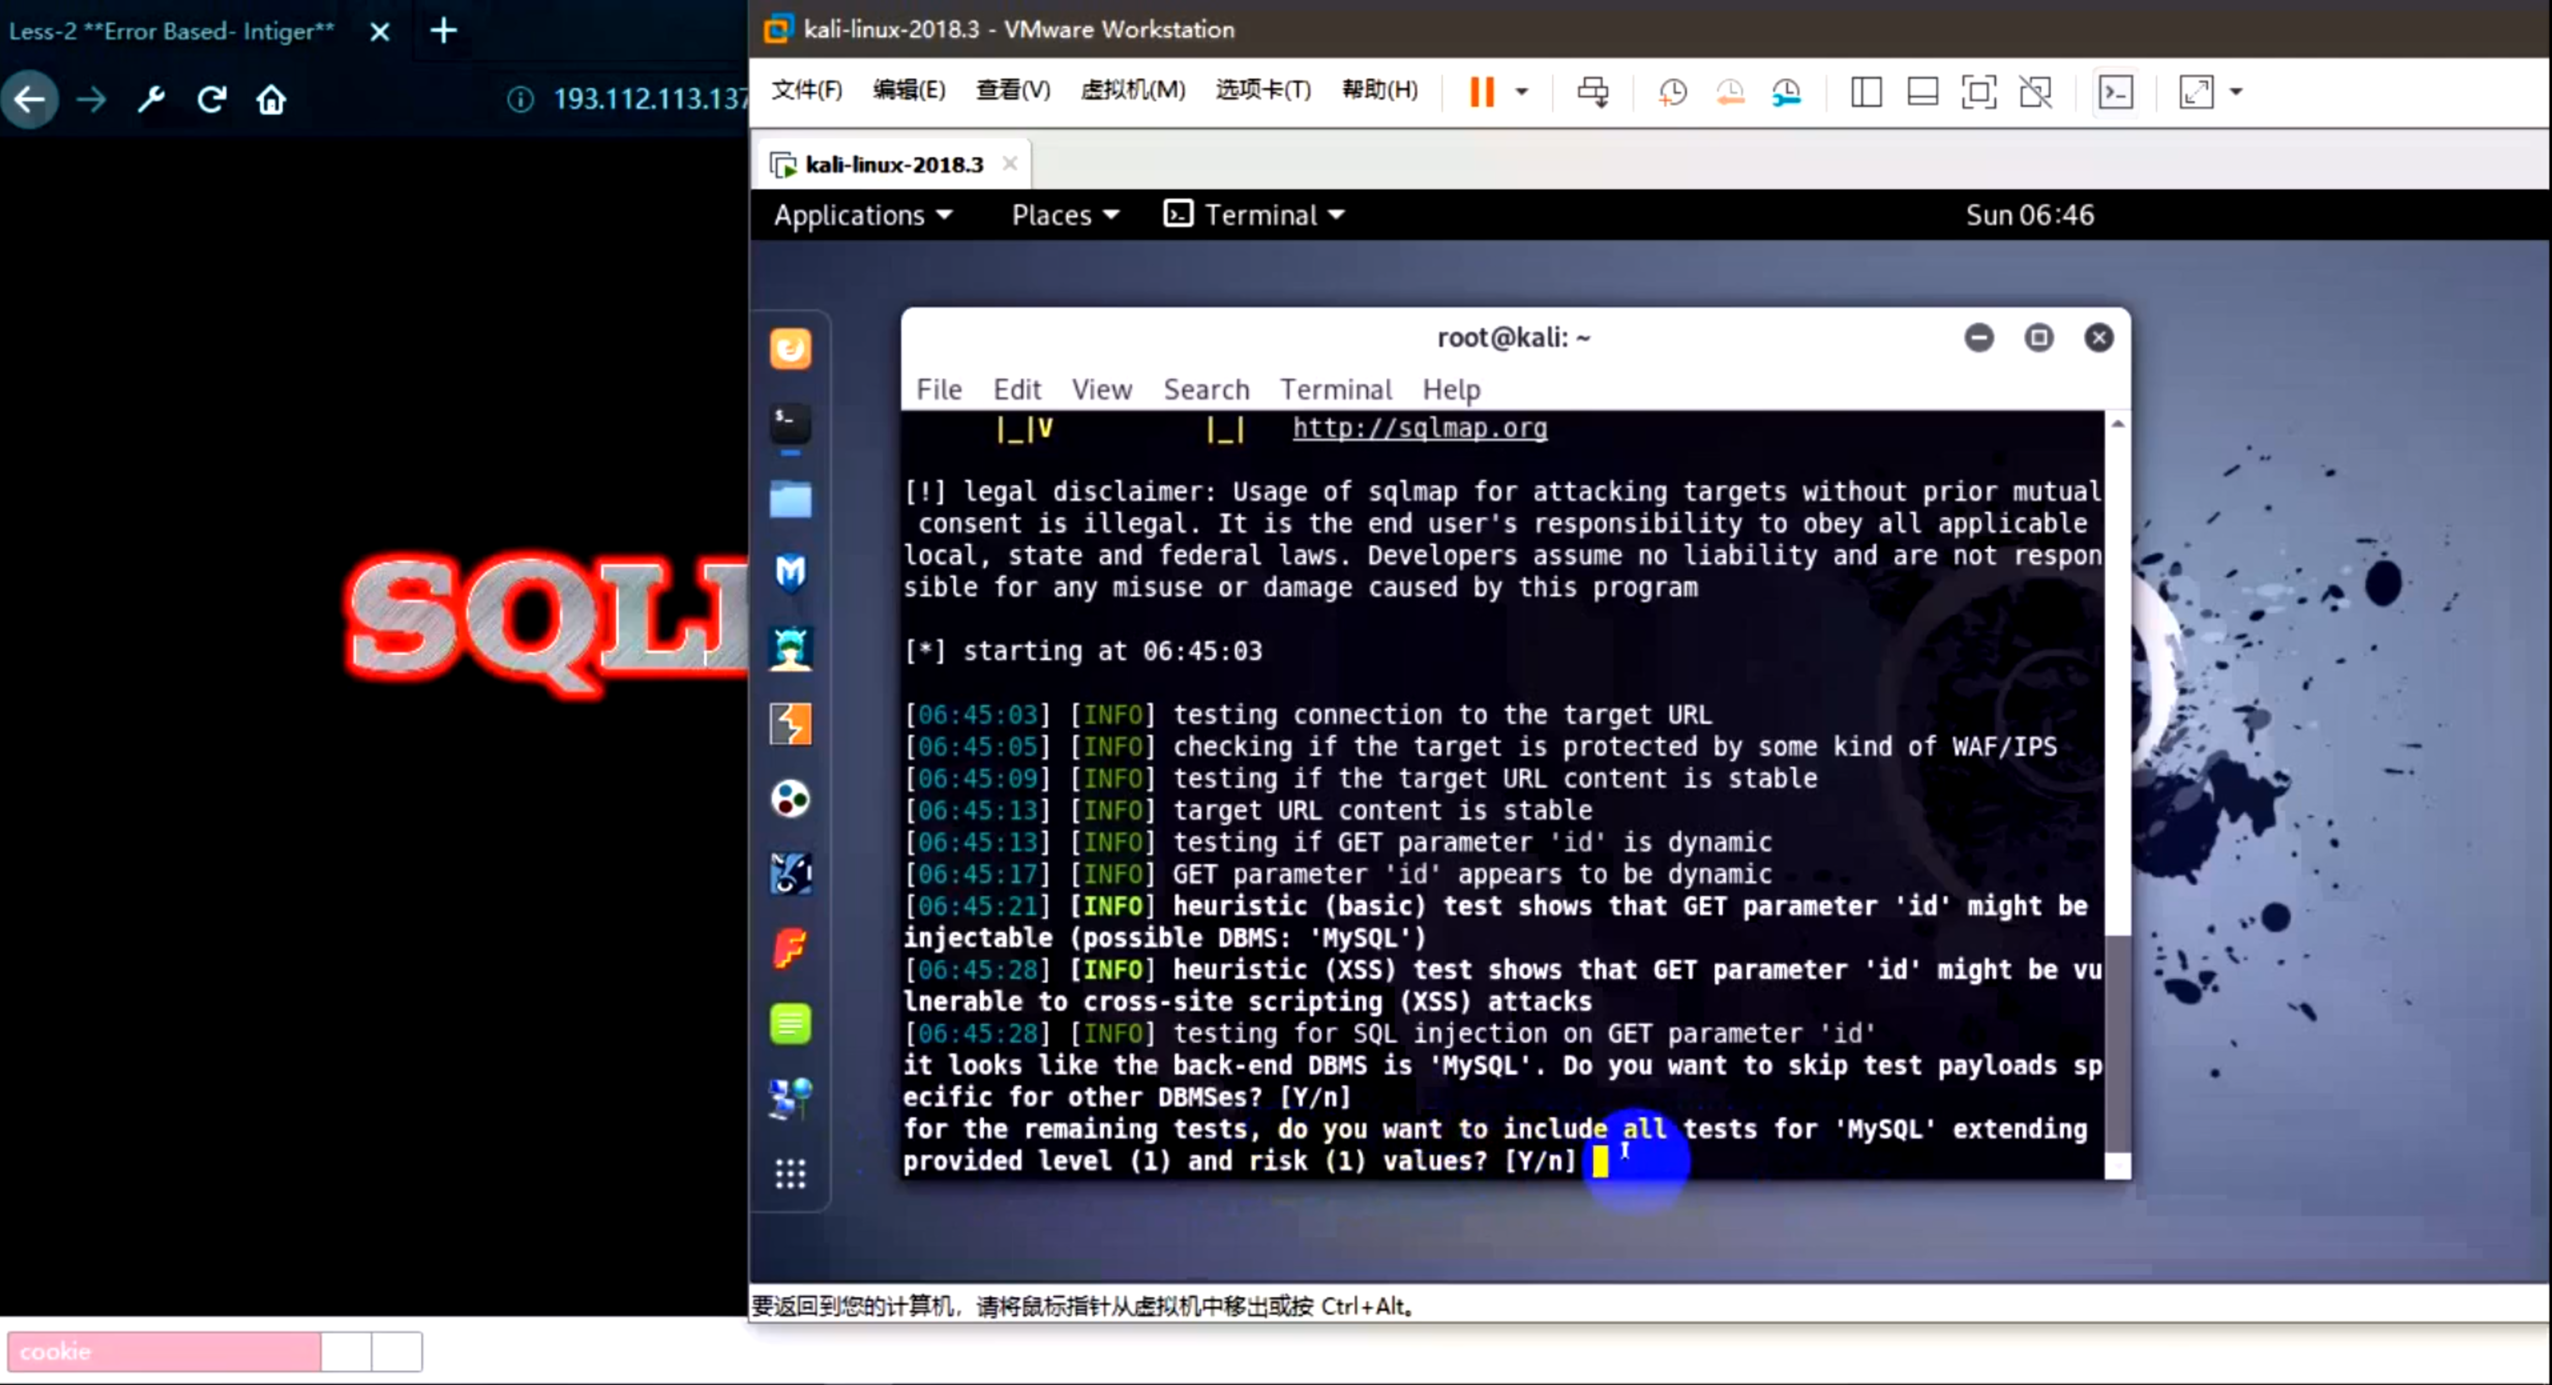 Less-2 **Error Based- Intiger**
193.112.113.137
SQLI
cookie
kali-linux-2018.3 - VMware Workstation
文件(F) 编辑(E) 查看(V) 虚拟机(M) 选项卡(T) 帮助(H)
kali-linux-2018.3
Applications Places Terminal Sun 06:46
root@kali: ~
File Edit View Search Terminal Help
|_|V |_| http://sqlmap.org
[!] legal disclaimer: Usage of sqlmap for attacking targets without prior mutual
consent is illegal. It is the end user's responsibility to obey all applicable
local, state and federal laws. Developers assume no liability and are not respon
sible for any misuse or damage caused by this program
[*] starting at 06:45:03
[06:45:03] [INFO] testing connection to the target URL
[06:45:05] [INFO] checking if the target is protected by some kind of WAF/IPS
[06:45:09] [INFO] testing if the target URL content is stable
[06:45:13] [INFO] target URL content is stable
[06:45:13] [INFO] testing if GET parameter 'id' is dynamic
[06:45:17] [INFO] GET parameter 'id' appears to be dynamic
[06:45:21] [INFO] heuristic (basic) test shows that GET parameter 'id' might be
injectable (possible DBMS: 'MySQL')
[06:45:28] [INFO] heuristic (XSS) test shows that GET parameter 'id' might be vu
lnerable to cross-site scripting (XSS) attacks
[06:45:28] [INFO] testing for SQL injection on GET parameter 'id'
it looks like the back-end DBMS is 'MySQL'. Do you want to skip test payloads sp
ecific for other DBMSes? [Y/n]
for the remaining tests, do you want to include all tests for 'MySQL' extending
provided level (1) and risk (1) values? [Y/n]
要返回到您的计算机，请将鼠标指针从虚拟机中移出或按 Ctrl+Alt。